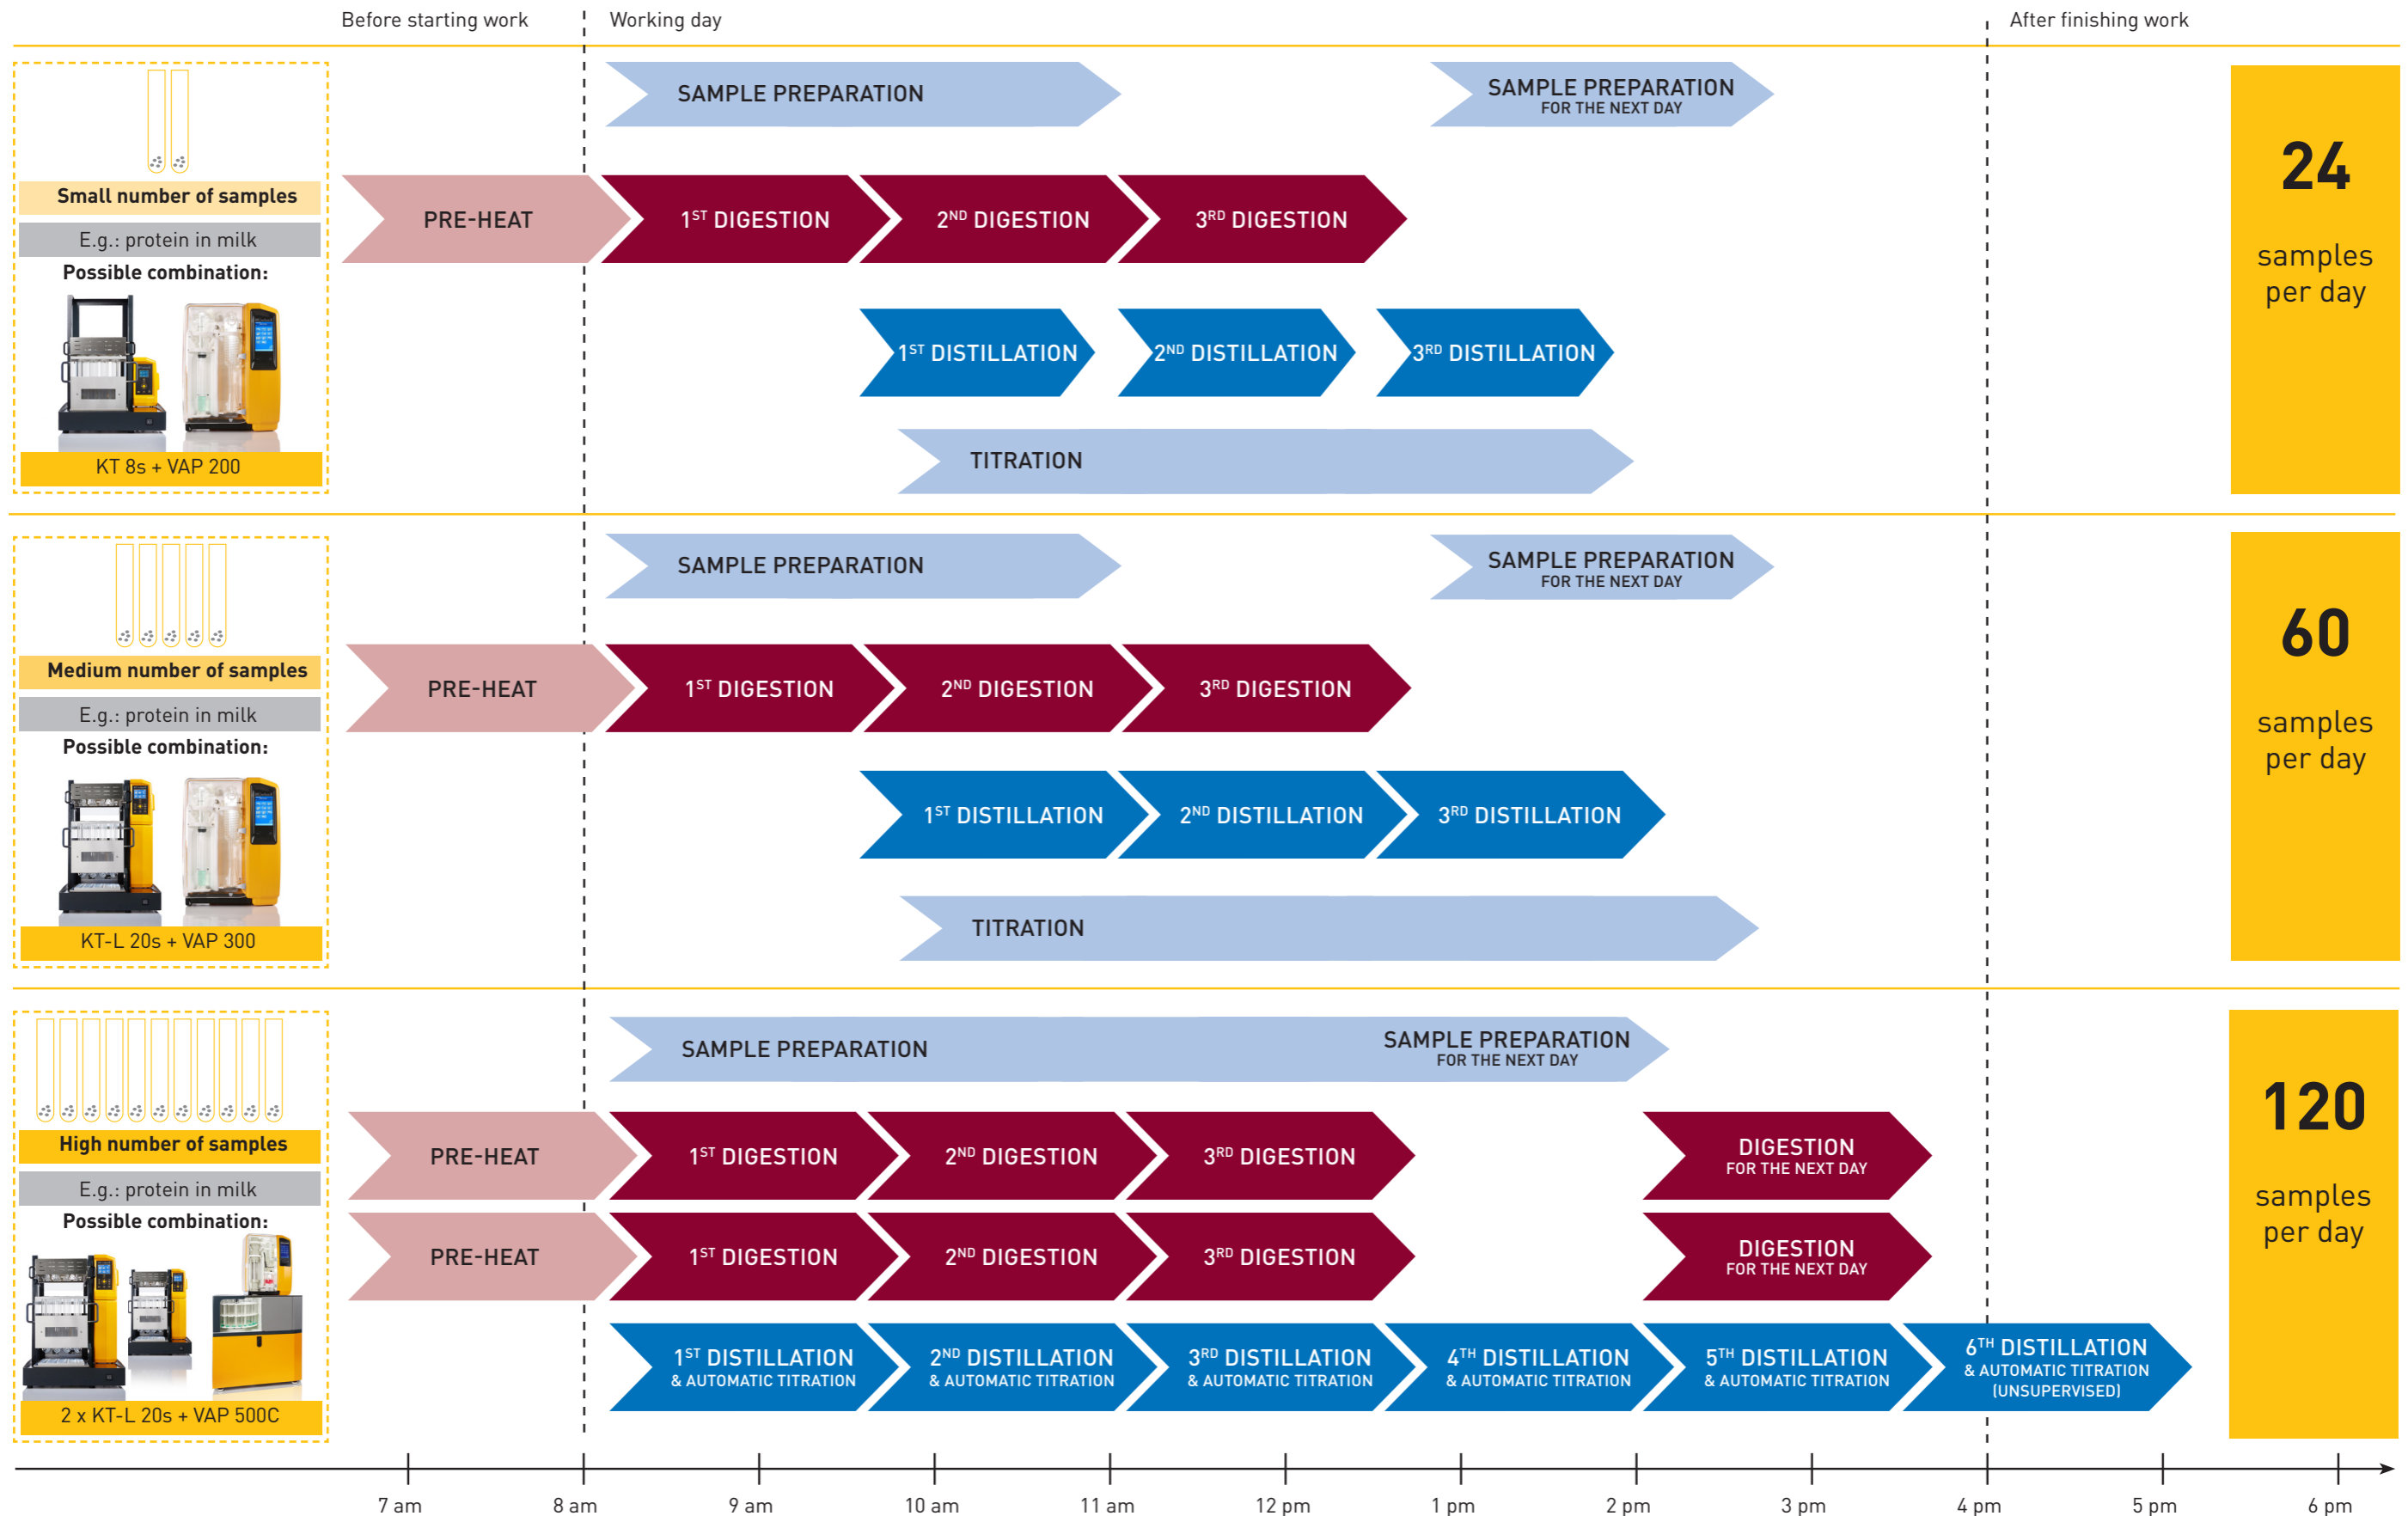 Before starting work
Working day
After finishing work
SAMPLE PREPARATION
SAMPLE PREPARATION
FOR THE NEXT DAY
Small number of samples
E.g.: protein in milk
Possible combination:
KT 8s + VAP 200
PRE-HEAT
1ST DIGESTION
2ND DIGESTION
3RD DIGESTION
1ST DISTILLATION
2ND DISTILLATION
3RD DISTILLATION
TITRATION
24
samples
per day
SAMPLE PREPARATION
SAMPLE PREPARATION
FOR THE NEXT DAY
Medium number of samples
E.g.: protein in milk
Possible combination:
KT-L 20s + VAP 300
PRE-HEAT
1ST DIGESTION
2ND DIGESTION
3RD DIGESTION
1ST DISTILLATION
2ND DISTILLATION
3RD DISTILLATION
TITRATION
60
samples
per day
SAMPLE PREPARATION
SAMPLE PREPARATION
FOR THE NEXT DAY
High number of samples
E.g.: protein in milk
Possible combination:
2 x KT-L 20s + VAP 500C
PRE-HEAT
1ST DIGESTION
2ND DIGESTION
3RD DIGESTION
DIGESTION
FOR THE NEXT DAY
PRE-HEAT
1ST DIGESTION
2ND DIGESTION
3RD DIGESTION
DIGESTION
FOR THE NEXT DAY
1ST DISTILLATION
& AUTOMATIC TITRATION
2ND DISTILLATION
& AUTOMATIC TITRATION
3RD DISTILLATION
& AUTOMATIC TITRATION
4TH DISTILLATION
& AUTOMATIC TITRATION
5TH DISTILLATION
& AUTOMATIC TITRATION
6TH DISTILLATION
& AUTOMATIC TITRATION
(UNSUPERVISED)
120
samples
per day
7 am
8 am
9 am
10 am
11 am
12 pm
1 pm
2 pm
3 pm
4 pm
5 pm
6 pm